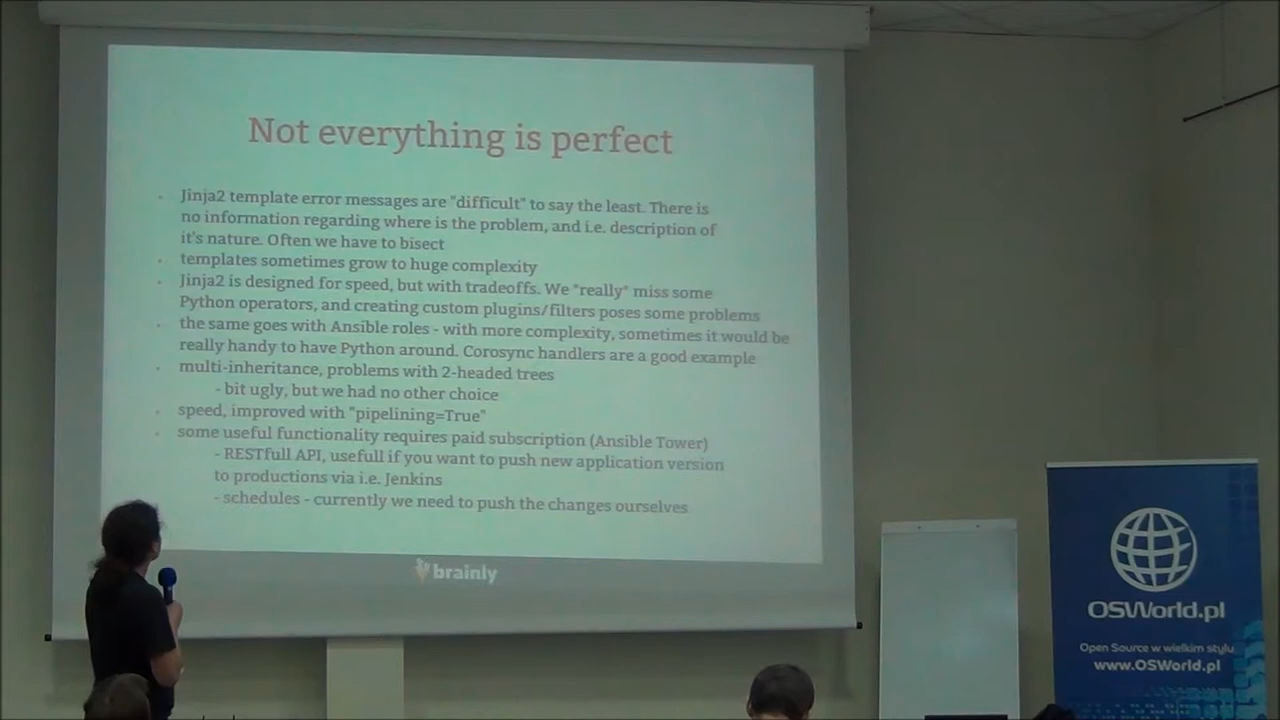 Not everything is perfect
Jinja2 template error messages are "difficult" to say the least. There is
no information regarding where is the problem, and i.e. description of
it's nature. Often we have to bisect
templates sometimes grow to huge complexity
Jinja2 is designed for speed, but with tradeoffs. We *really* miss some
Python operators, and creating custom plugins/filters poses some problems
the same goes with Ansible roles - with more complexity, sometimes it would be
really handy to have Python around. Corosync handlers are a good example
multi-inheritance, problems with 2-headed trees
- bit ugly, but we had no other choice
speed, improved with "pipelining=True"
some useful functionality requires paid subscription (Ansible Tower)
- RESTfull API, usefull if you want to push new application version
to productions via i.e. Jenkins
- schedules - currently we need to push the changes ourselves
brainly
OSWorld.pl
Open Source w wielkim stylu
www.OSWorld.pl